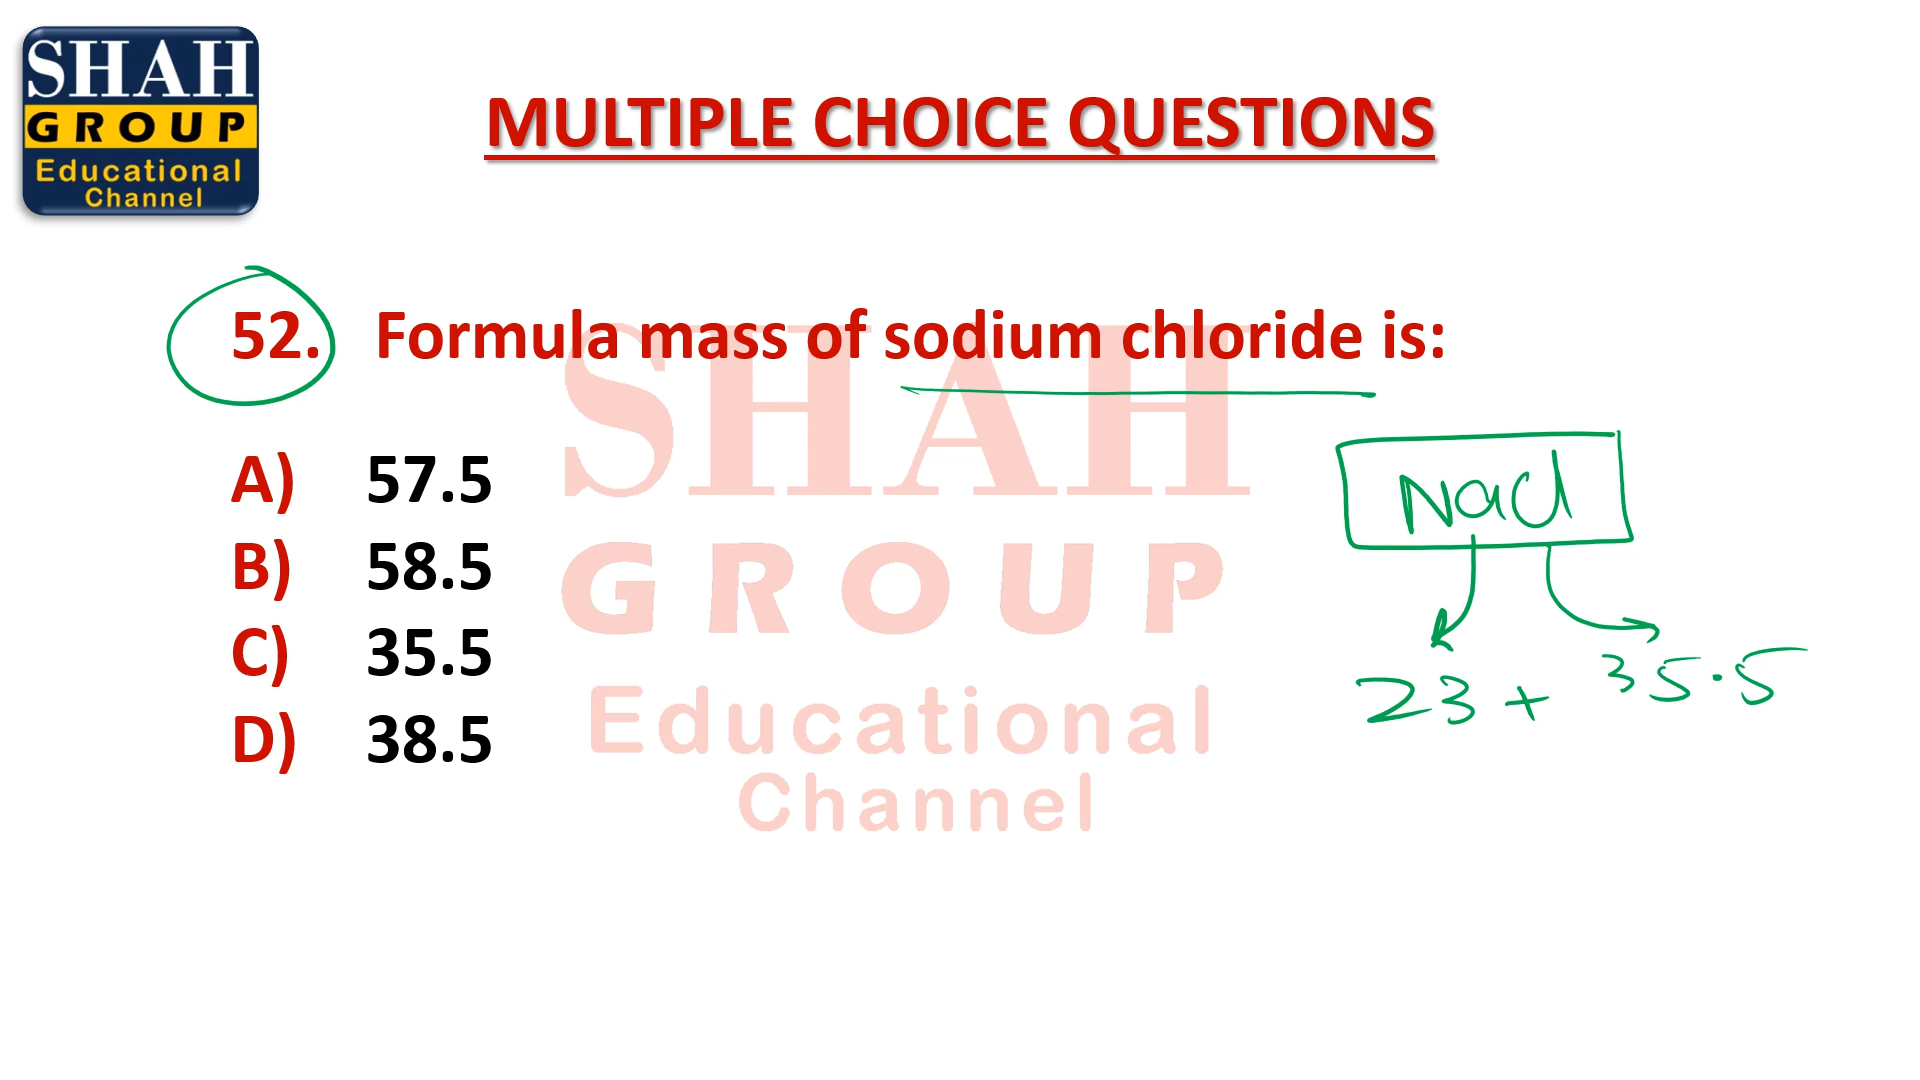 SHAH
GROUP
Educational
Channel
MULTIPLE CHOICE QUESTIONS
52. Formula mass of sodium chloride is:
A) 57.5
B) 58.5
C) 35.5
D) 38.5
NaCl
23 + 35.5
SHAH
GROUP
Educational
Channel